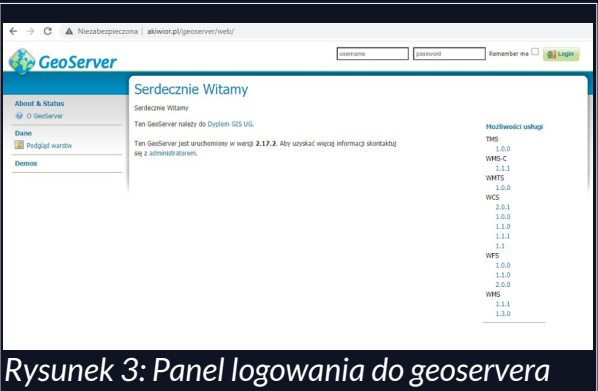 Niezabezpieczona | akiwior.pl/geoserver/web/
GeoServer
username
password
Remember me
Login
About & Status
O GeoServer
Dane
Podgląd warstw
Demos
Serdecznie Witamy
Serdecznie Witamy
Ten GeoServer należy do Dyplom GIS UG.
Ten GeoServer jest uruchomiony w wersji 2.17.2. Aby uzyskać więcej informacji skontaktuj
się z administratorem.
Możliwości usługi
TMS
1.0.0
WMS-C
1.1.1
WMTS
1.0.0
WCS
2.0.1
1.0.0
1.1.0
1.1.1
1.1
WFS
1.0.0
1.1.0
2.0.0
WMS
1.1.1
1.3.0
Rysunek 3: Panel logowania do geoservera